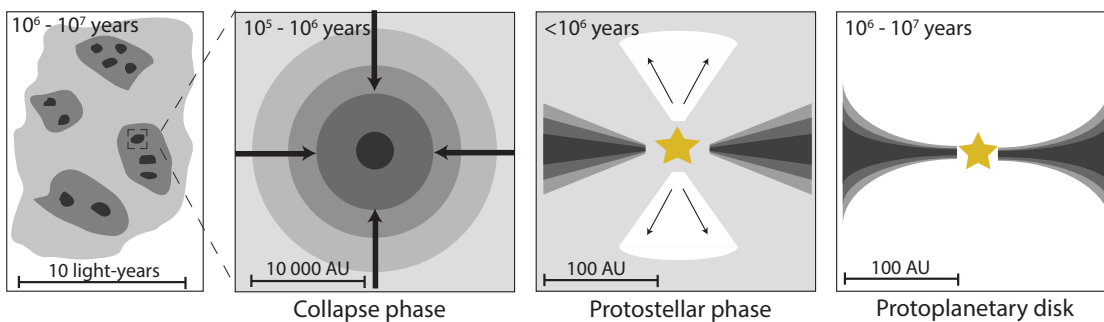 10⁶ - 10⁷ years
10⁵ - 10⁶ years
<10⁶ years
10⁶ - 10⁷ years
10 light-years
10 000 AU
100 AU
100 AU
Collapse phase
Protostellar phase
Protoplanetary disk